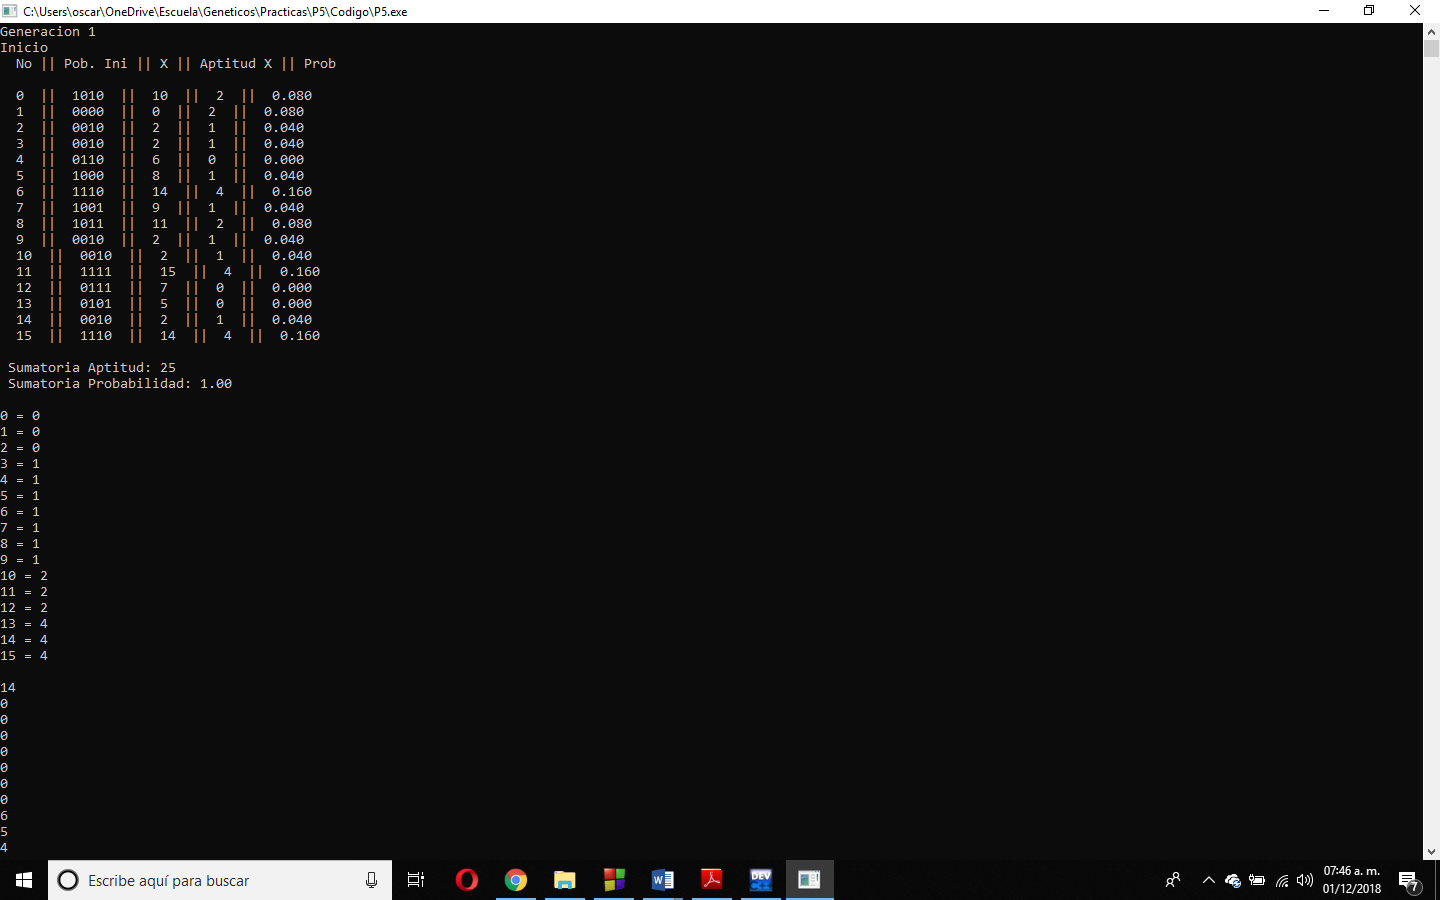 C:\Users\oscar\OneDrive\Escuela\Geneticos\Practicas\P5\Codigo\P5.exe
Generacion 1
Inicio
No || Pob. Ini || X || Aptitud X || Prob
0 || 1010 || 10 || 2 || 0.080
1 || 0000 || 0 || 2 || 0.080
2 || 0010 || 2 || 1 || 0.040
3 || 0010 || 2 || 1 || 0.040
4 || 0110 || 6 || 0 || 0.000
5 || 1000 || 8 || 1 || 0.040
6 || 1110 || 14 || 4 || 0.160
7 || 1001 || 9 || 1 || 0.040
8 || 1011 || 11 || 2 || 0.080
9 || 0010 || 2 || 1 || 0.040
10 || 0010 || 2 || 1 || 0.040
11 || 1111 || 15 || 4 || 0.160
12 || 0111 || 7 || 0 || 0.000
13 || 0101 || 5 || 0 || 0.000
14 || 0010 || 2 || 1 || 0.040
15 || 1110 || 14 || 4 || 0.160
Sumatoria Aptitud: 25
Sumatoria Probabilidad: 1.00
0 = 0
1 = 0
2 = 0
3 = 1
4 = 1
5 = 1
6 = 1
7 = 1
8 = 1
9 = 1
10 = 2
11 = 2
12 = 2
13 = 4
14 = 4
15 = 4
14
0
0
0
0
0
0
0
6
5
4
Escribe aquí para buscar
DEV
07:46 a. m.
01/12/2018
7